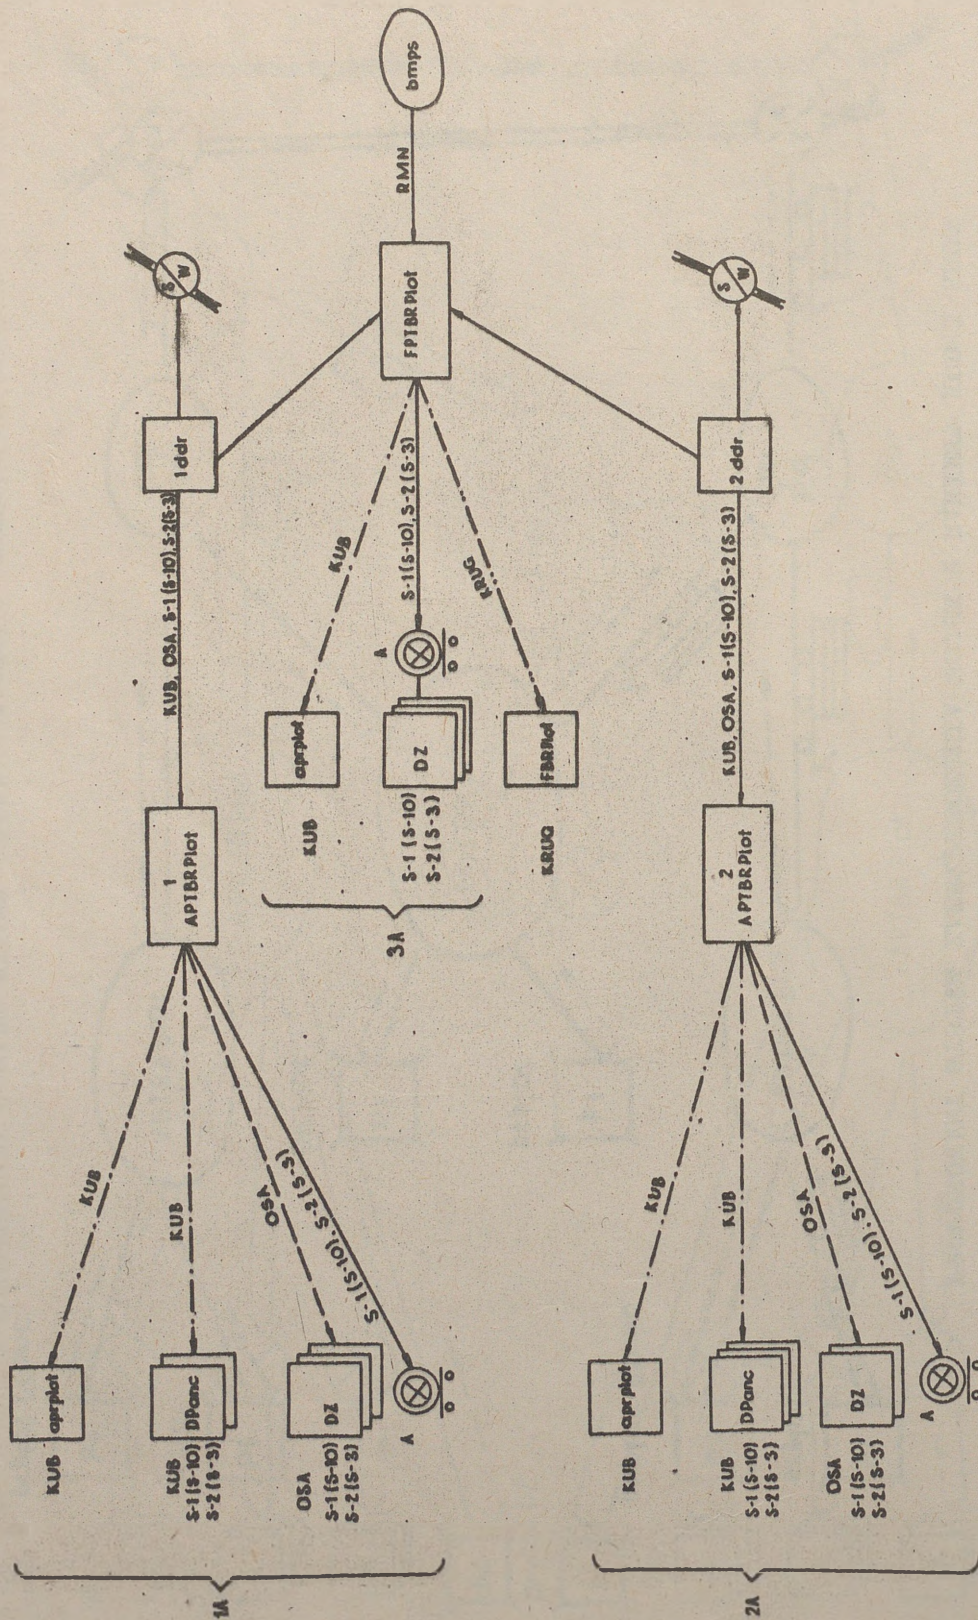 bmps
RMN
FPTBRPlot
S
W
1ddr
KUB, OSA, S-1(S-10), S-2(S-3)
1
APTBRPlot
KUB
KUB
OSA
S-1(S-10), S-2(S-3)
KUB
aprplot
KUB
S-1(S-10)
S-2(S-3)
DPanc
OSA
S-1(S-10)
S-2(S-3)
DZ
A
1A
KUB
S-1(S-10), S-2(S-3)
KRUG
A
KUB
aprplot
S-1(S-10)
S-2(S-3)
DZ
KRUG
FBRPlot
3A
S
W
2ddr
KUB, OSA, S-1(S-10), S-2(S-3)
2
APTBRPlot
KUB
KUB
OSA
S-1(S-10), S-2(S-3)
KUB
aprplot
KUB
S-1(S-10)
S-2(S-3)
DPanc
OSA
S-1(S-10)
S-2(S-3)
DZ
A
2A